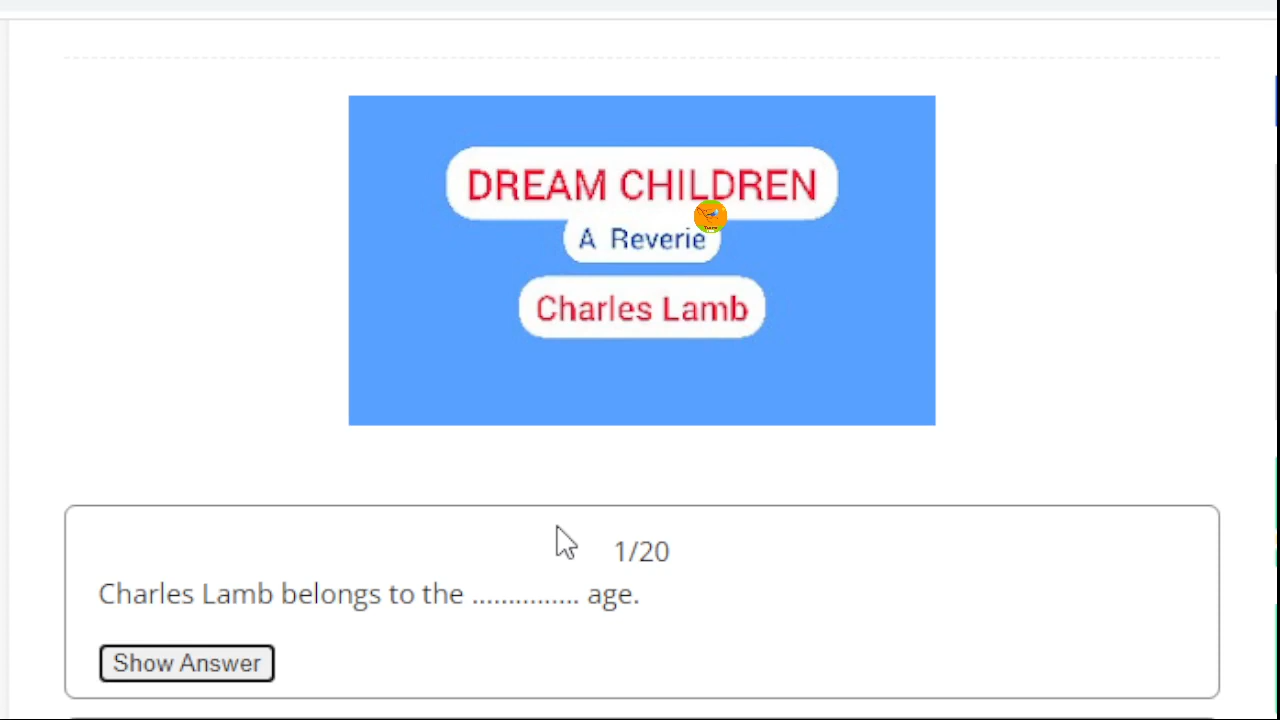 DREAM CHILDREN
A Reverie
Charles Lamb
1/20
Charles Lamb belongs to the ............... age.
Show Answer